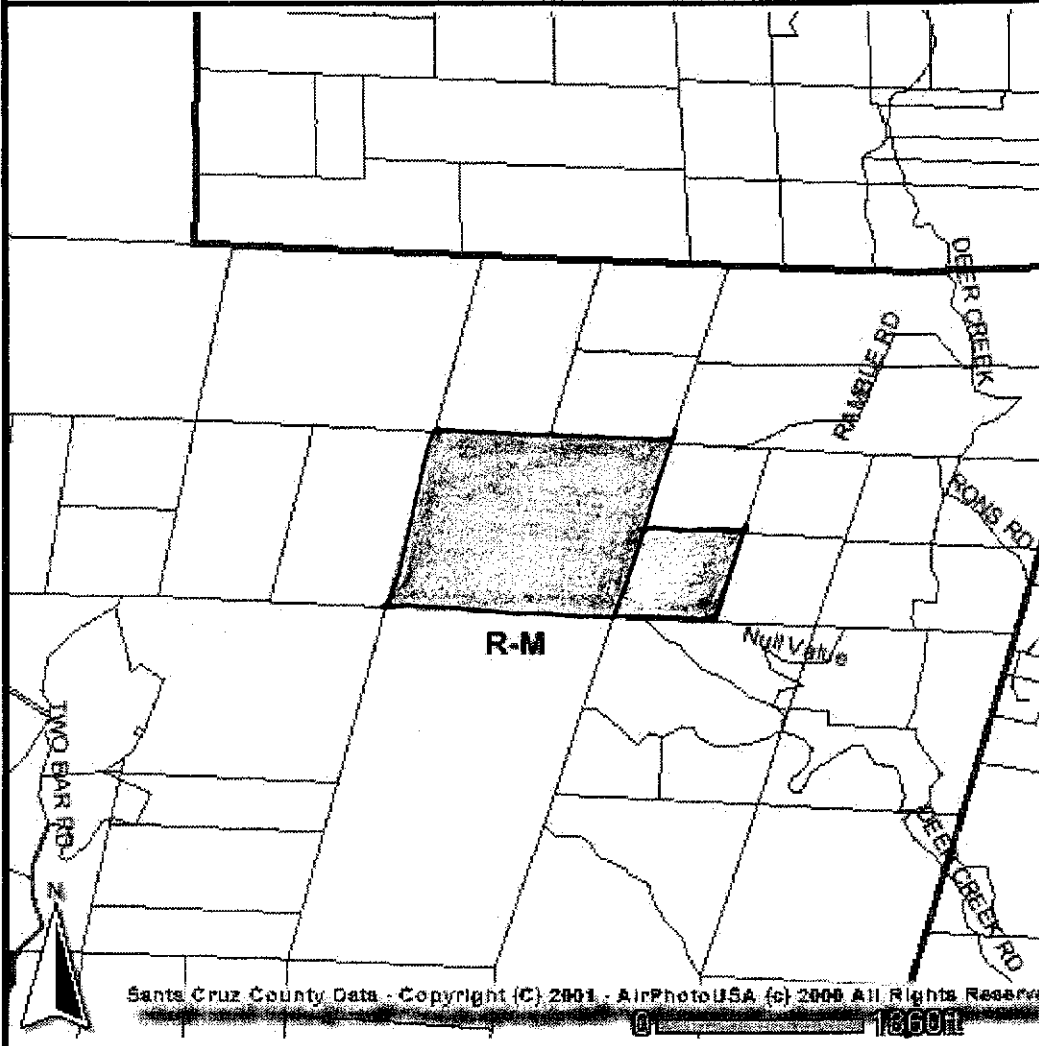 DEER CREEK
RAMBLE RD
RONS RD
R-M
Null Value
TWO BAR RD
DEER CREEK RD
N
Santa Cruz County Data - Copyright (C) 2001 - AirPhotoUSA (c) 2000 All Rights Reserve
0 1860ft